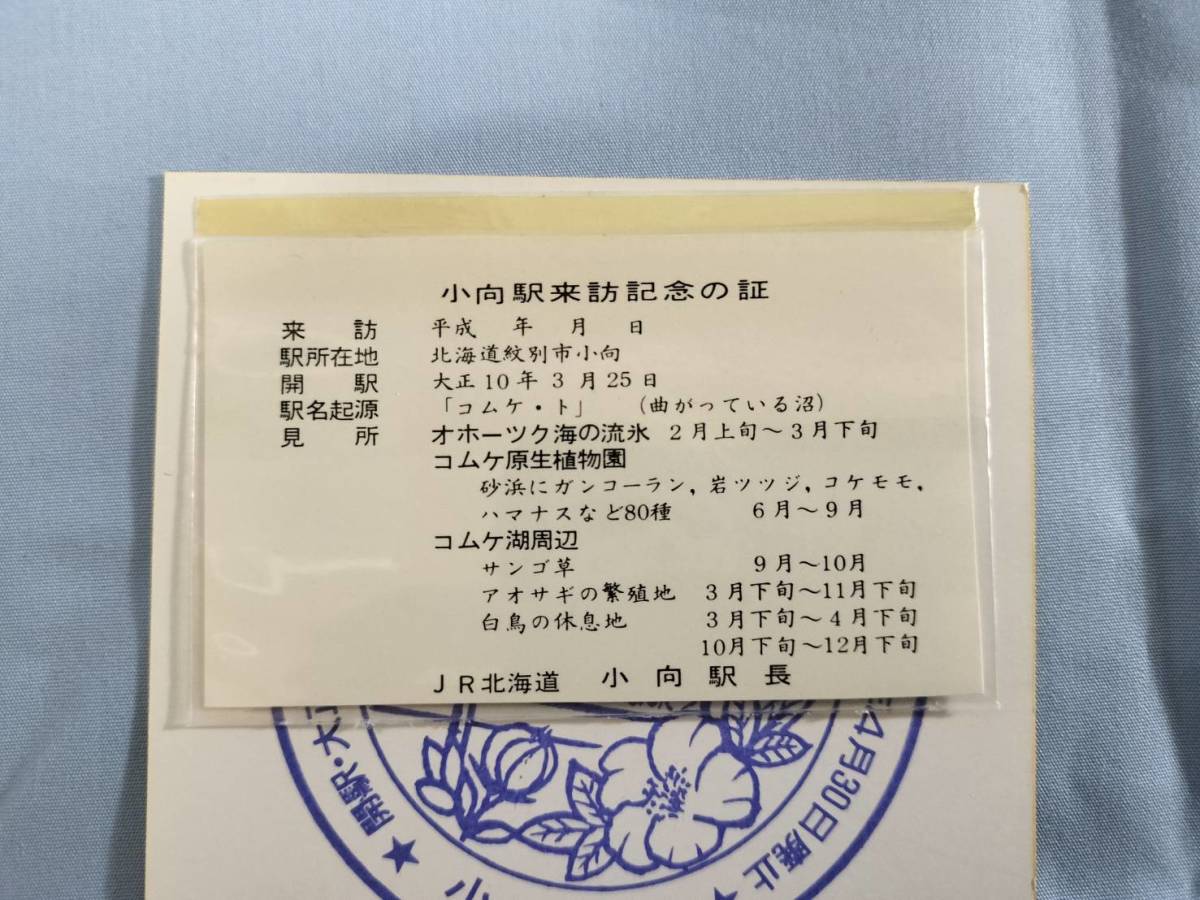 小向駅来訪記念の証
来訪 平成 年 月 日
駅所在地 北海道紋別市小向
開駅 大正10年3月25日
駅名起源 「コムケ・ト」 (曲がっている沼)
見所 オホーツク海の流氷 2月上旬～3月下旬
コムケ原生植物園
砂浜にガンコーラン,岩ツツジ,コケモモ,
ハマナスなど80種 6月～9月
コムケ湖周辺
サンゴ草 9月～10月
アオサギの繁殖地 3月下旬～11月下旬
白鳥の休息地 3月下旬～4月下旬
10月下旬～12月下旬
JR北海道 小向駅長
★開駅・大正
年4月30日廃止★
小